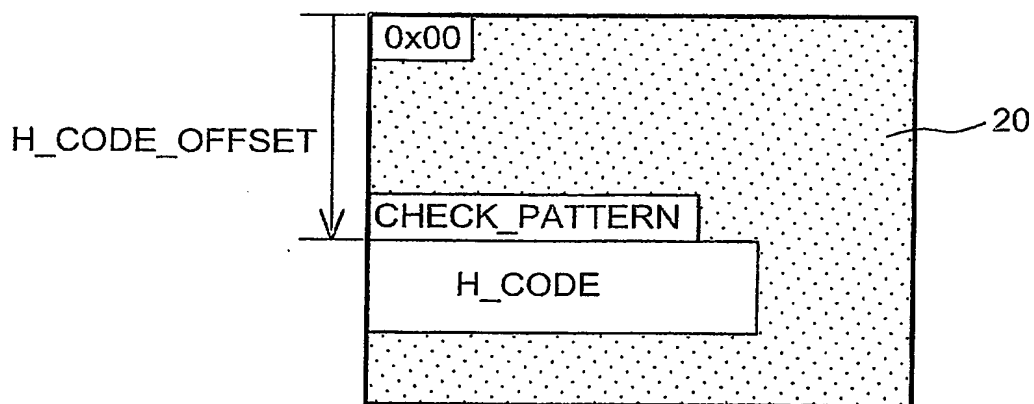 0x00
20
H_CODE_OFFSET
CHECK_PATTERN
H_CODE